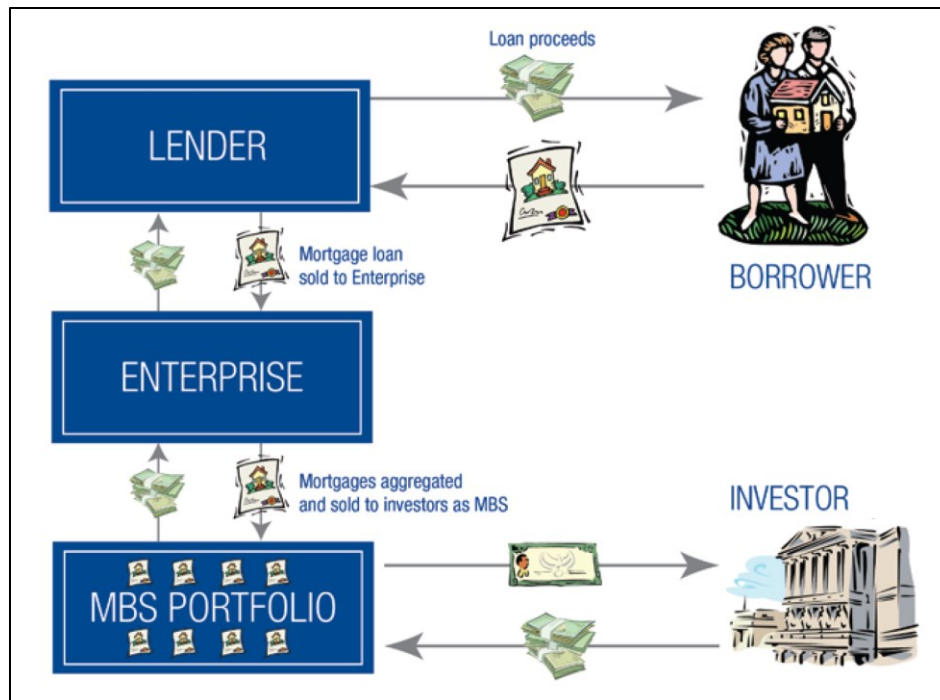 Loan proceeds
LENDER
Mortgage loan
sold to Enterprise
BORROWER
ENTERPRISE
Mortgages aggregated
and sold to investors as MBS
INVESTOR
MBS PORTFOLIO